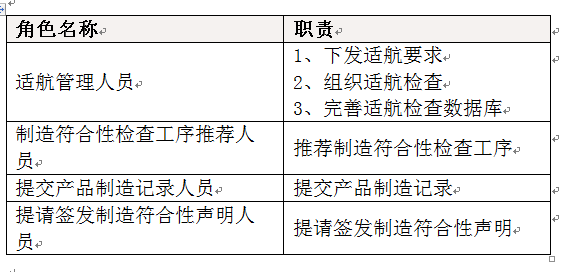 角色名称
职责
适航管理人员
1、下发适航要求
2、组织适航检查
3、完善适航检查数据库
制造符合性检查工序推荐人
员
推荐制造符合性检查工序
提交产品制造记录人员
提交产品制造记录
提请签发制造符合性声明人
员
提请签发制造符合性声明